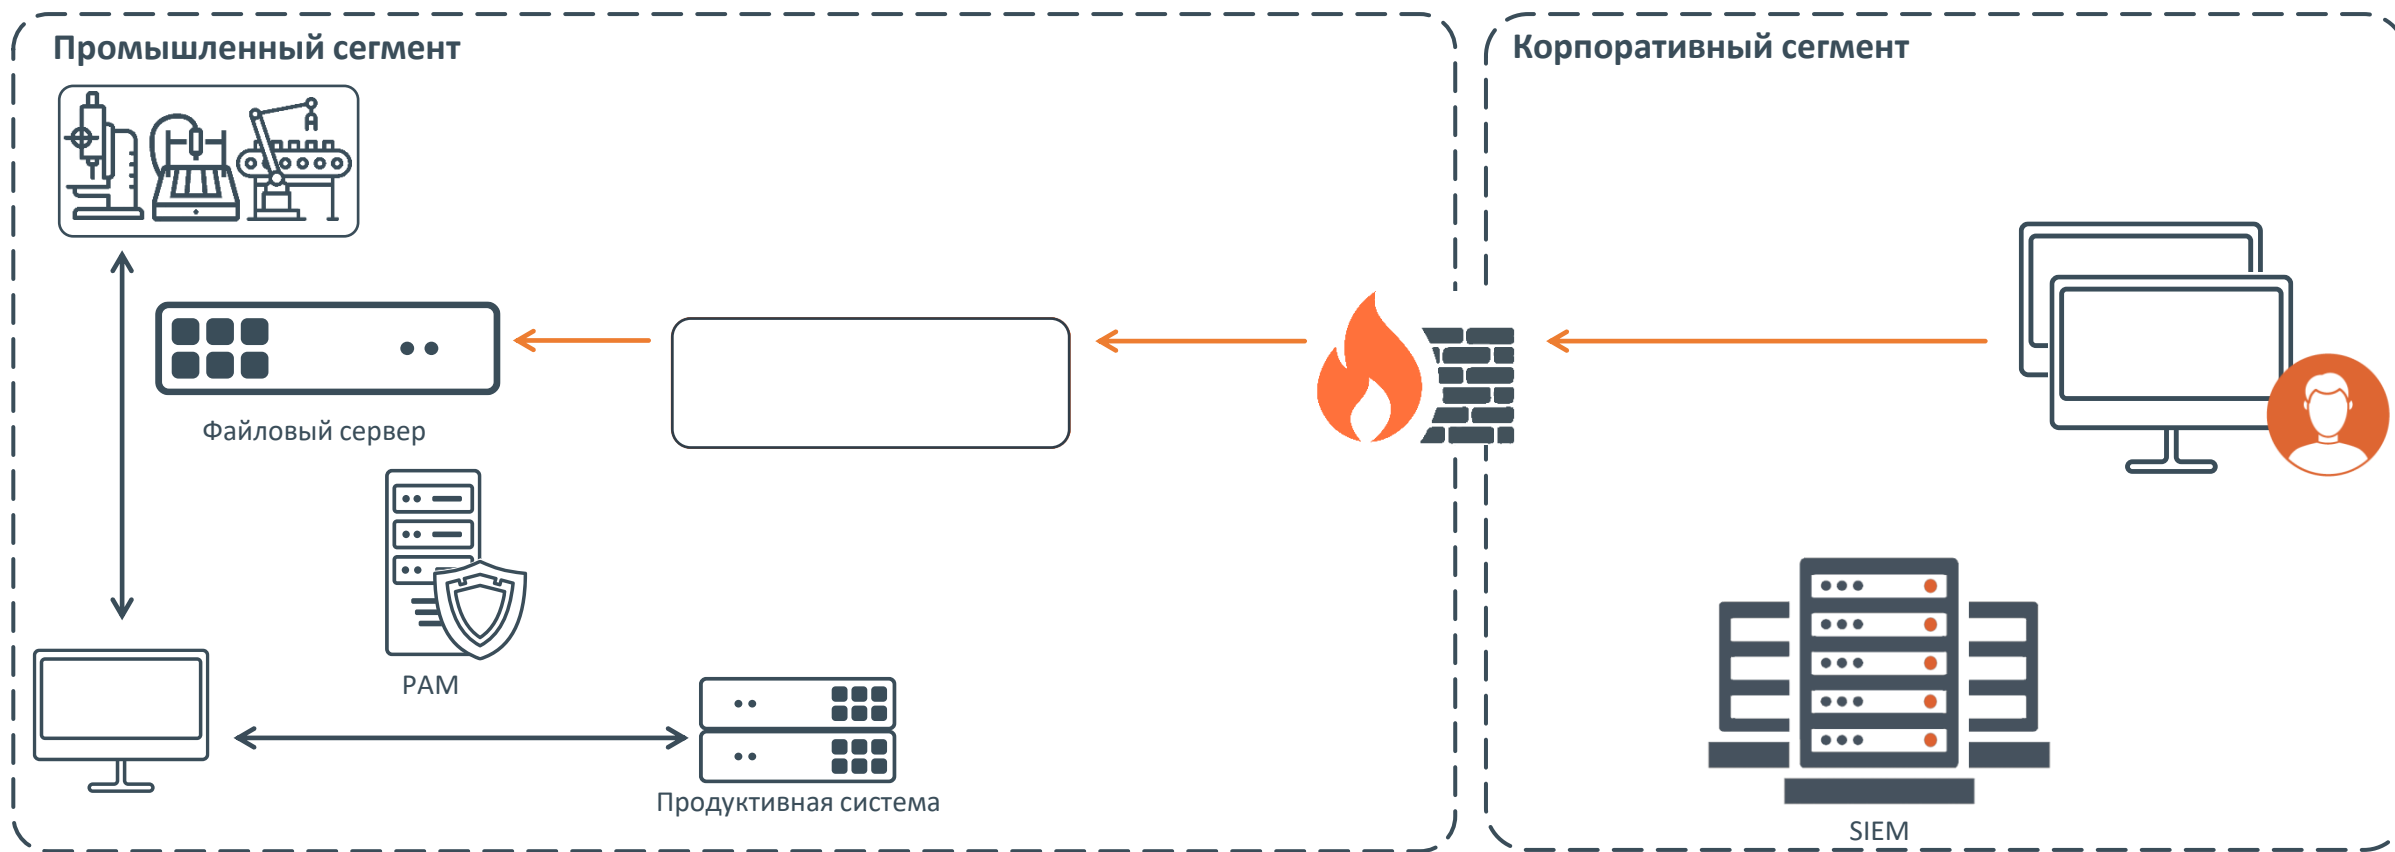 Промышленный сегмент
Корпоративный сегмент
Файловый сервер
PAM
Продуктивная система
SIEM